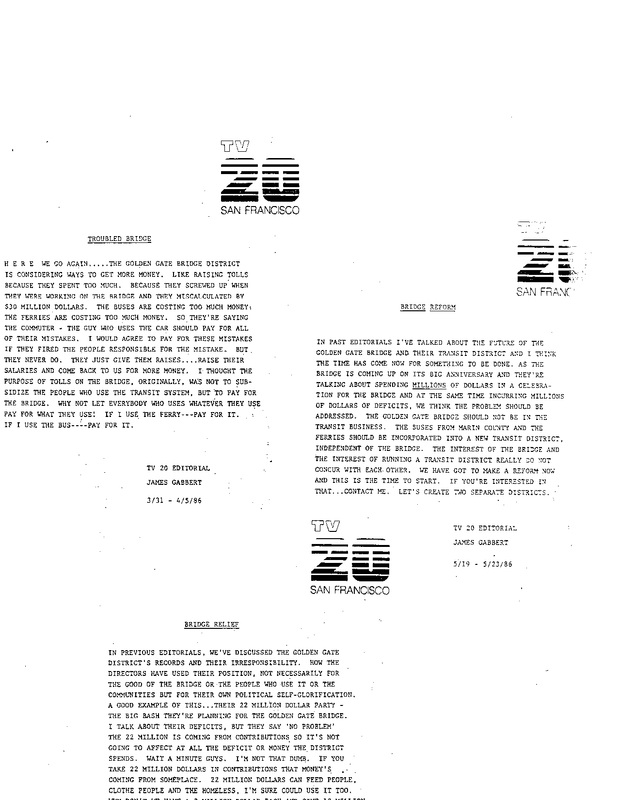 TV
20
SAN FRANCISCO
TROUBLED BRIDGE
H E R E WE GO AGAIN.....THE GOLDEN GATE BRIDGE DISTRICT
IS CONSIDERING WAYS TO GET MORE MONEY. LIKE RAISING TOLLS
BECAUSE THEY SPENT TOO MUCH. BECAUSE THEY SCREWED UP WHEN
THEY WERE WORKING ON THE BRIDGE AND THEY MISCALCULATED BY
MILLION DOLLARS. THE BUSES ARE COSTING TOO MUCH MONEY;
THE FERRIES ARE COSTING TOO MUCH MONEY. SO THEY'RE SAYING
THE COMMUTER - THE GUY WHO USES THE CAR SHOULD PAY FOR ALL
OF THEIR MISTAKES. I WOULD AGREE TO PAY FOR THESE MISTAKES
IF THEY FIRED THE PEOPLE RESPONSIBLE FOR THE MISTAKE. BUT
THEY NEVER DO. THEY JUST GIVE THEM RAISES....RAISE THEIR
SALARIES AND COME BACK TO US FOR MORE MONEY. I THOUGHT THE
PURPOSE OF TOLLS ON THE BRIDGE, ORIGINALLY, WAS NOT TO SUB-
SIDIZE THE PEOPLE WHO USE THE TRANSIT SYSTEM, BUT TO PAY FOR
THE BRIDGE. WHY NOT LET EVERYBODY WHO USES WHATEVER THEY USE
PAY FOR WHAT THEY USE! IF I USE THE FERRY---PAY FOR IT.
IF I USE THE BUS----PAY FOR IT.
TV 20 EDITORIAL
JAMES GABBERT
3/31 - 4/5/86
TV
20
SAN FRANC
BRIDGE REFORM
IN PAST EDITORIALS I'VE TALKED ABOUT THE FUTURE OF THE
GOLDEN GATE BRIDGE AND THEIR TRANSIT DISTRICT AND I THINK
THE TIME HAS COME NOW FOR SOMETHING TO BE DONE. AS THE
BRIDGE IS COMING UP ON ITS BIG ANNIVERSARY AND THEY'RE
TALKING ABOUT SPENDING MILLIONS OF DOLLARS IN A CELEBRA-
TION FOR THE BRIDGE AND AT THE SAME TIME INCURRING MILLIONS
OF DOLLARS OF DEFICITS, WE THINK THE PROBLEM SHOULD BE
ADDRESSED. THE GOLDEN GATE BRIDGE SHOULD NOT BE IN THE
TRANSIT BUSINESS. THE BUSES FROM MARIN COUNTY AND THE
FERRIES SHOULD BE INCORPORATED INTO A NEW TRANSIT DISTRICT,
INDEPENDENT OF THE BRIDGE. THE INTEREST OF THE BRIDGE AND
THE INTEREST OF RUNNING A TRANSIT DISTRICT REALLY DO NOT
CONCUR WITH EACH OTHER. WE HAVE GOT TO MAKE A REFORM NOW
AND THIS IS THE TIME TO START. IF YOU'RE INTERESTED IN
THAT...CONTACT ME. LET'S CREATE TWO SEPARATE DISTRICTS.
TV 20 EDITORIAL
JAMES GABBERT
5/19 - 5/23/86
TV
20
SAN FRANCISCO
BRIDGE RELIEF
IN PREVIOUS EDITORIALS, WE'VE DISCUSSED THE GOLDEN GATE
DISTRICT'S RECORDS AND THEIR IRRESPONSIBILITY. HOW THE
DIRECTORS HAVE USED THEIR POSITION, NOT NECESSARILY FOR
THE GOOD OF THE BRIDGE OR THE PEOPLE WHO USE IT OR THE
COMMUNITIES BUT FOR THEIR OWN POLITICAL SELF-GLORIFICATION.
A GOOD EXAMPLE OF THIS...THEIR 22 MILLION DOLLAR PARTY -
THE BIG BASH THEY'RE PLANNING FOR THE GOLDEN GATE BRIDGE.
I TALK ABOUT THEIR DEFICITS, BUT THEY SAY 'NO PROBLEM'
THE 22 MILLION IS COMING FROM CONTRIBUTIONS SO IT'S NOT
GOING TO AFFECT AT ALL THE DEFICIT OR MONEY THE DISTRICT
SPENDS. WAIT A MINUTE GUYS. I'M NOT THAT DUMB. IF YOU
TAKE 22 MILLION DOLLARS IN CONTRIBUTIONS THAT MONEY'S
COMING FROM SOMEPLACE. 22 MILLION DOLLARS CAN FEED PEOPLE,
CLOTHE PEOPLE AND THE HOMELESS, I'M SURE COULD USE IT TOO.